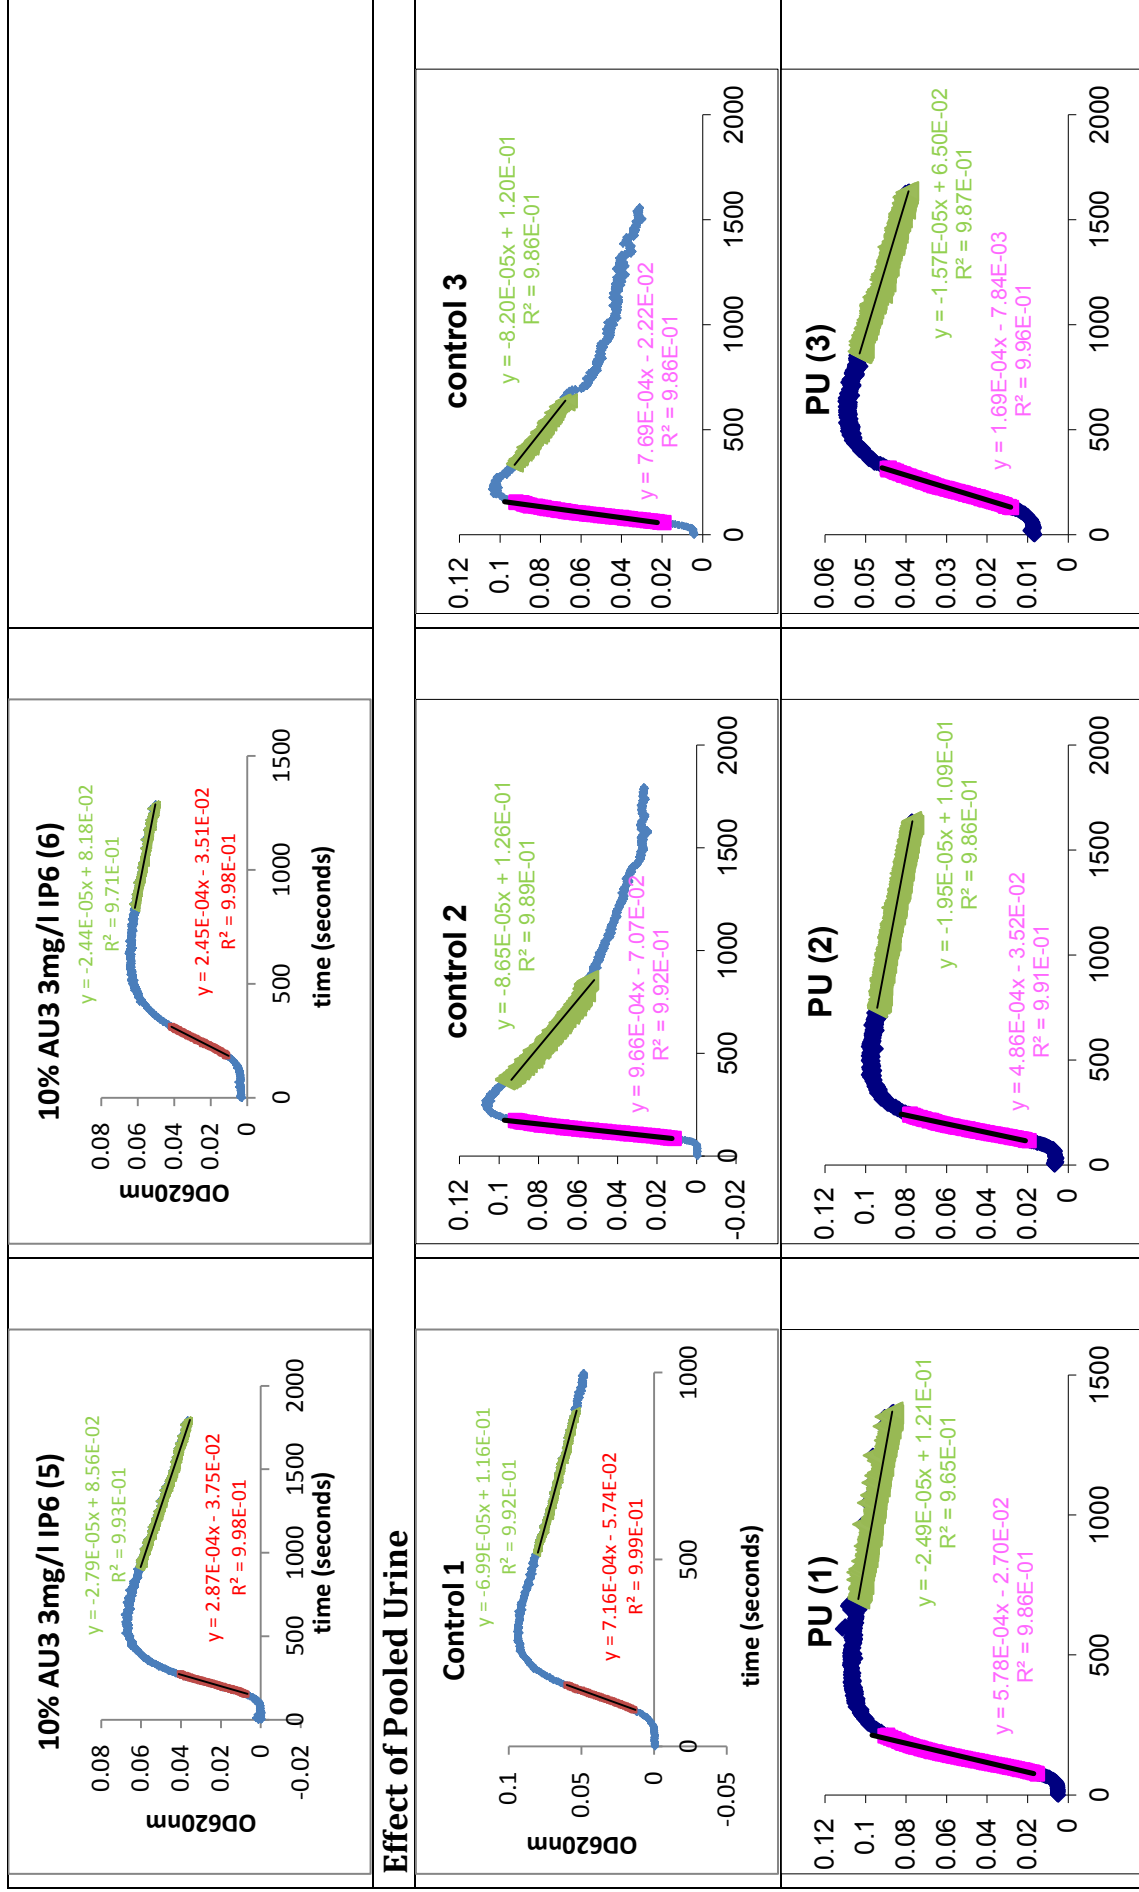 10% AU3 3mg/l IP6 (5)
y = -2.79E-05x + 8.56E-02
R² = 9.93E-01
y = 2.87E-04x - 3.75E-02
R² = 9.98E-01
0.08
0.06
0.04
0.02
0
-0.02
0
500
1000
1500
2000
OD620nm
time (seconds)
10% AU3 3mg/l IP6 (6)
y = -2.44E-05x + 8.18E-02
R² = 9.71E-01
y = 2.45E-04x - 3.51E-02
R² = 9.98E-01
0.08
0.06
0.04
0.02
0
0
500
1000
1500
OD620nm
time (seconds)
Effect of Pooled Urine
Control 1
y = -6.99E-05x + 1.16E-01
R² = 9.92E-01
y = 7.16E-04x - 5.74E-02
R² = 9.99E-01
0.1
0.05
0
-0.05
0
500
1000
OD620nm
time (seconds)
control 2
y = -8.65E-05x + 1.26E-01
R² = 9.89E-01
y = 9.66E-04x - 7.07E-02
R² = 9.92E-01
0.12
0.1
0.08
0.06
0.04
0.02
0
-0.02
0
500
1000
1500
2000
control 3
y = -8.20E-05x + 1.20E-01
R² = 9.86E-01
y = 7.69E-04x - 2.22E-02
R² = 9.86E-01
0.12
0.1
0.08
0.06
0.04
0.02
0
0
500
1000
1500
2000
PU (1)
y = -2.49E-05x + 1.21E-01
R² = 9.65E-01
y = 5.78E-04x - 2.70E-02
R² = 9.86E-01
0.12
0.1
0.08
0.06
0.04
0.02
0
0
500
1000
1500
PU (2)
y = -1.95E-05x + 1.09E-01
R² = 9.86E-01
y = 4.86E-04x - 3.52E-02
R² = 9.91E-01
0.12
0.1
0.08
0.06
0.04
0.02
0
0
500
1000
1500
2000
PU (3)
y = -1.57E-05x + 6.50E-02
R² = 9.87E-01
y = 1.69E-04x - 7.84E-03
R² = 9.96E-01
0.06
0.05
0.04
0.03
0.02
0.01
0
0
500
1000
1500
2000